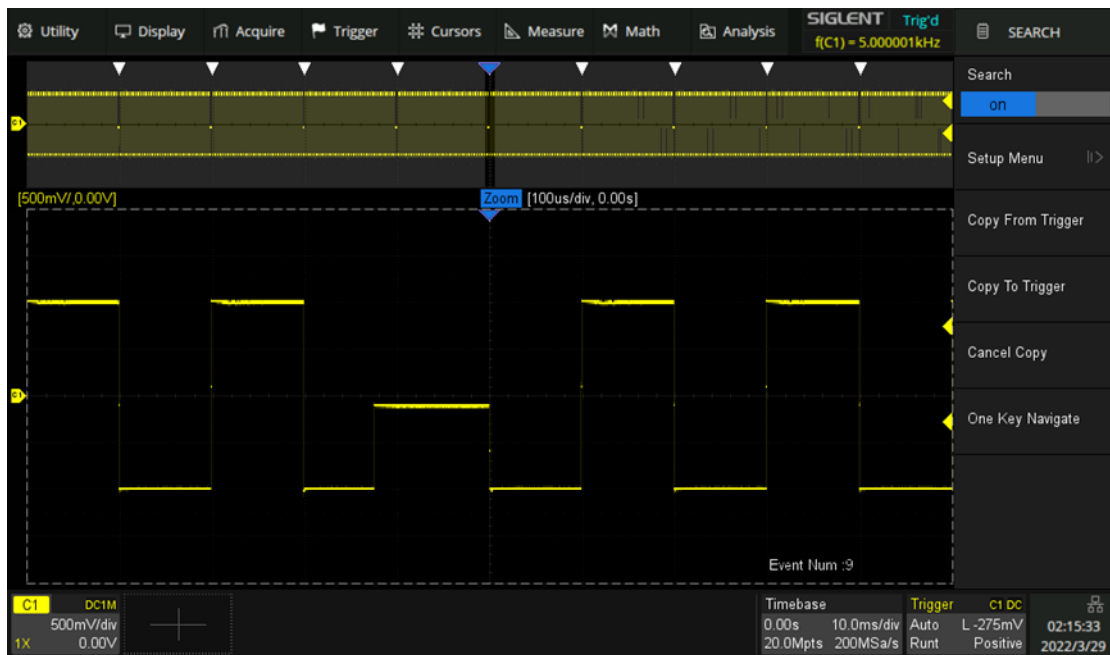 Utility Display Acquire Trigger Cursors Measure Math Analysis SIGLENT Trig'd SEARCH
f(C1) = 5.000001kHz
Search
on
C1
Setup Menu
[500mV/,0.00V] Zoom [100us/div, 0.00s]
Copy From Trigger
Copy To Trigger
Cancel Copy
C1
One Key Navigate
Event Num :9
C1 DC1M Timebase Trigger C1 DC
500mV/div 0.00s 10.0ms/div Auto L -275mV 02:15:33
1X 0.00V 20.0Mpts 200MSa/s Runt Positive 2022/3/29